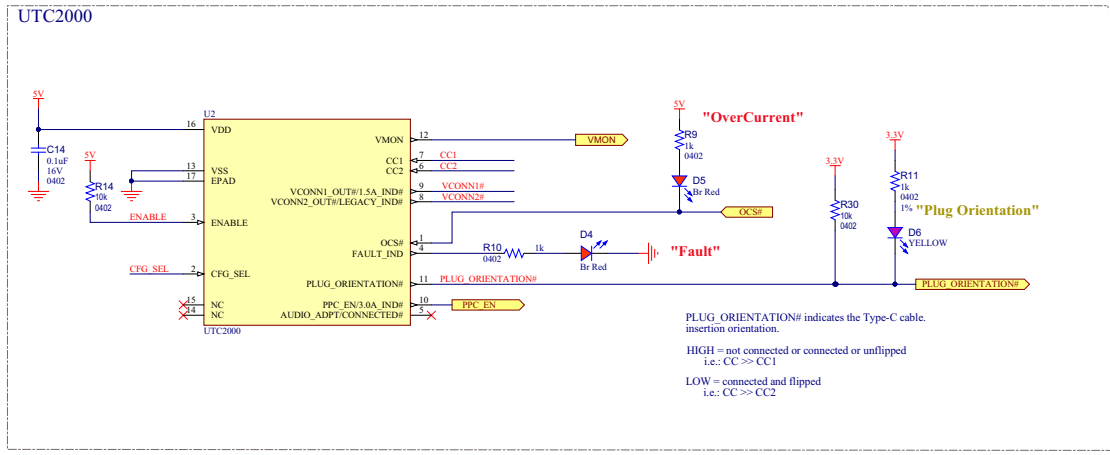 UTC2000
5V
C14
0.1uF
16V
0402
5V
R14
10k
0402
ENABLE
CFG_SEL
U2
16 VDD
13 VSS
17 EPAD
3 ENABLE
2 CFG_SEL
15 NC
14 NC
VMON 12
CC1 7 CC1
CC2 6 CC2
VCONN1_OUT#/1.5A_IND# 9 VCONN1#
VCONN2_OUT#/LEGACY_IND# 8 VCONN2#
OCS# 1
FAULT_IND 4
PLUG_ORIENTATION# 11 PLUG_ORIENTATION#
PPC_EN/3.0A_IND# 10
AUDIO_ADPT/CONNECTED# 5
UTC2000
VMON
PPC_EN
5V
"OverCurrent"
R9
1k
0402
D5
Br Red
OCS#
R10
0402
1k
D4
Br Red
"Fault"
3.3V
R30
10k
0402
3.3V
R11
1k
0402
1%
"Plug Orientation"
D6
YELLOW
PLUG_ORIENTATION#
PLUG_ORIENTATION# indicates the Type-C cable.
insertion orientation.
HIGH = not connected or connected or unflipped
i.e.: CC >> CC1
LOW = connected and flipped
i.e.: CC >> CC2